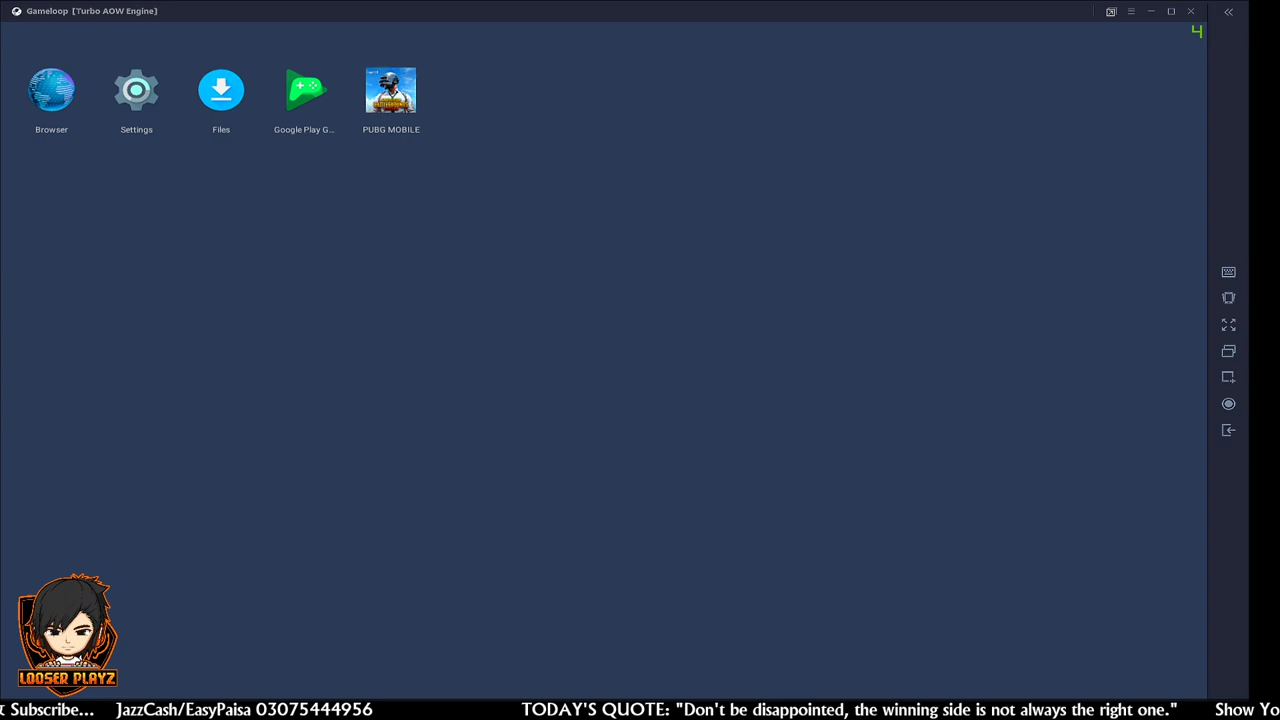 Gameloop [Turbo AOW Engine]
4
Browser
Settings
Files
Google Play G...
PUBG MOBILE
LOOSER PLAYZ
Subscribe... JazzCash/EasyPaisa 03075444956 TODAY'S QUOTE: "Don't be disappointed, the winning side is not always the right one." Show Yo